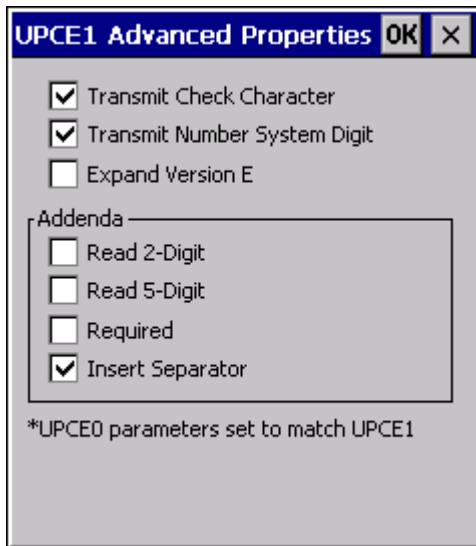 UPCE1 Advanced Properties OK ×
Transmit Check Character
Transmit Number System Digit
Expand Version E
Addenda
Read 2-Digit
Read 5-Digit
Required
Insert Separator
*UPCE0 parameters set to match UPCE1